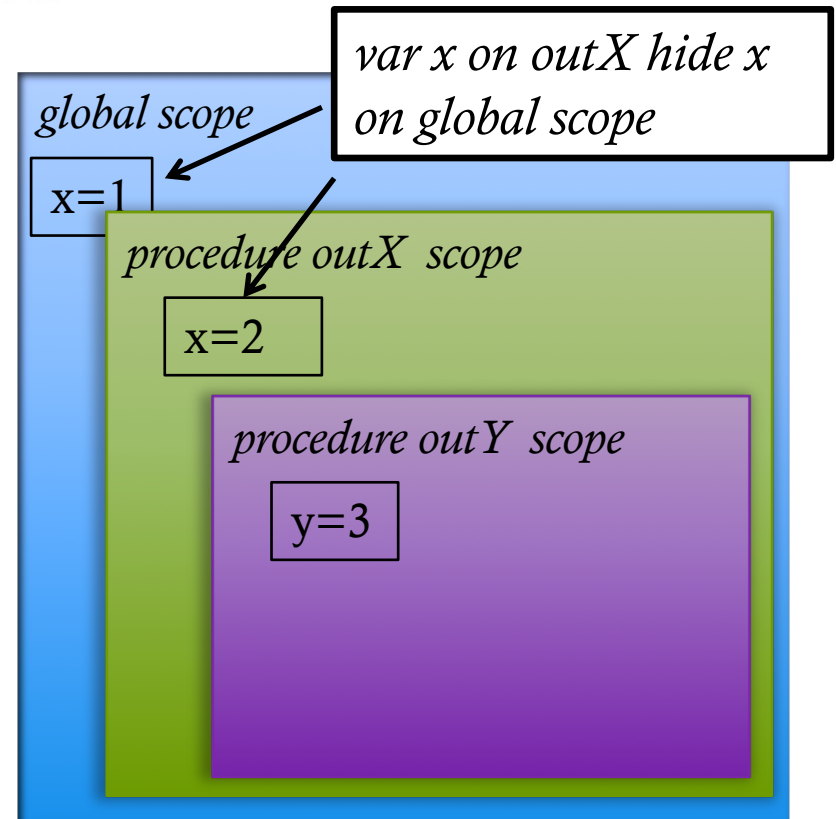 var x on outX hide x
on global scope
global scope
x=1
procedure outX scope
x=2
procedure outY scope
y=3